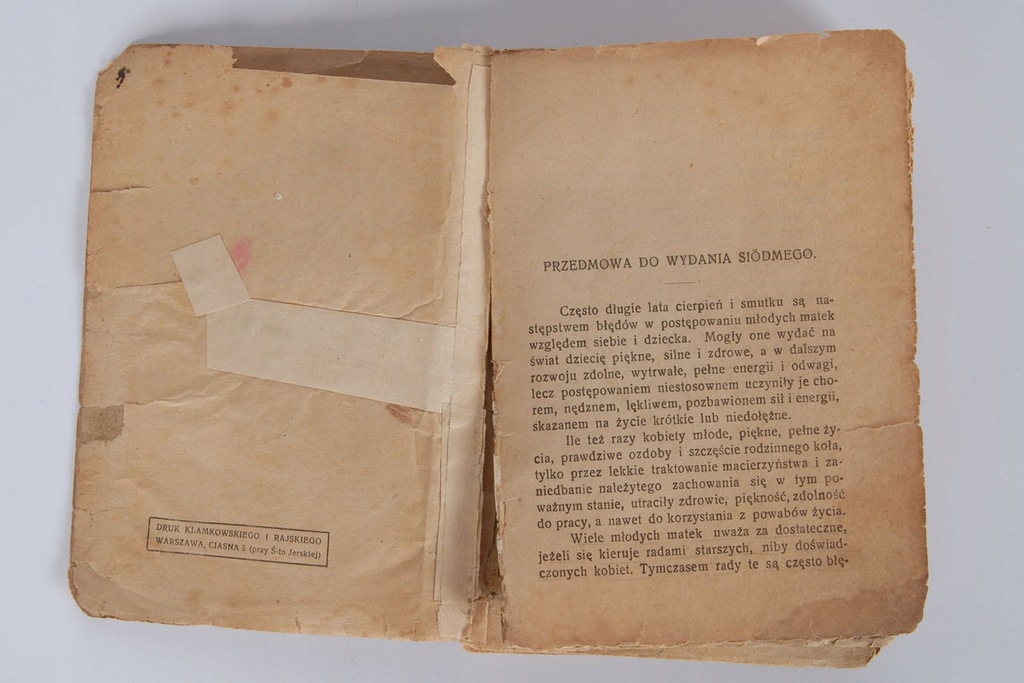 DRUK KLAMKOWSKIEGO I RAJSKIEGO
WARSZAWA, CIASNA 5 (przy Ś-to Jerskiej)
PRZEDMOWA DO WYDANIA SIÓDMEGO.
Często długie lata cierpień i smutku są na-
stępstwem błędów w postępowaniu młodych matek
względem siebie i dziecka. Mogły one wydać na
świat dziecię piękne, silne i zdrowe, a w dalszym
rozwoju zdolne, wytrwałe, pełne energii i odwagi,
lecz postępowaniem niestosownem uczyniły je cho-
rem, nędznem, lękliwem, pozbawionem sił i energii,
skazanem na życie krótkie lub niedołężne.
Ile też razy kobiety młode, piękne, pełne ży-
cia, prawdziwe ozdoby i szczęście rodzinnego koła,
tylko przez lekkie traktowanie macierzyństwa i za-
niedbanie należytego zachowania się w tym po-
ważnym stanie, utraciły zdrowie, piękność, zdolność
do pracy, a nawet do korzystania z powabów życia.
Wiele młodych matek uważa za dostateczne,
jeżeli się kieruje radami starszych, niby doświad-
czonych kobiet. Tymczasem rady te są często błę-